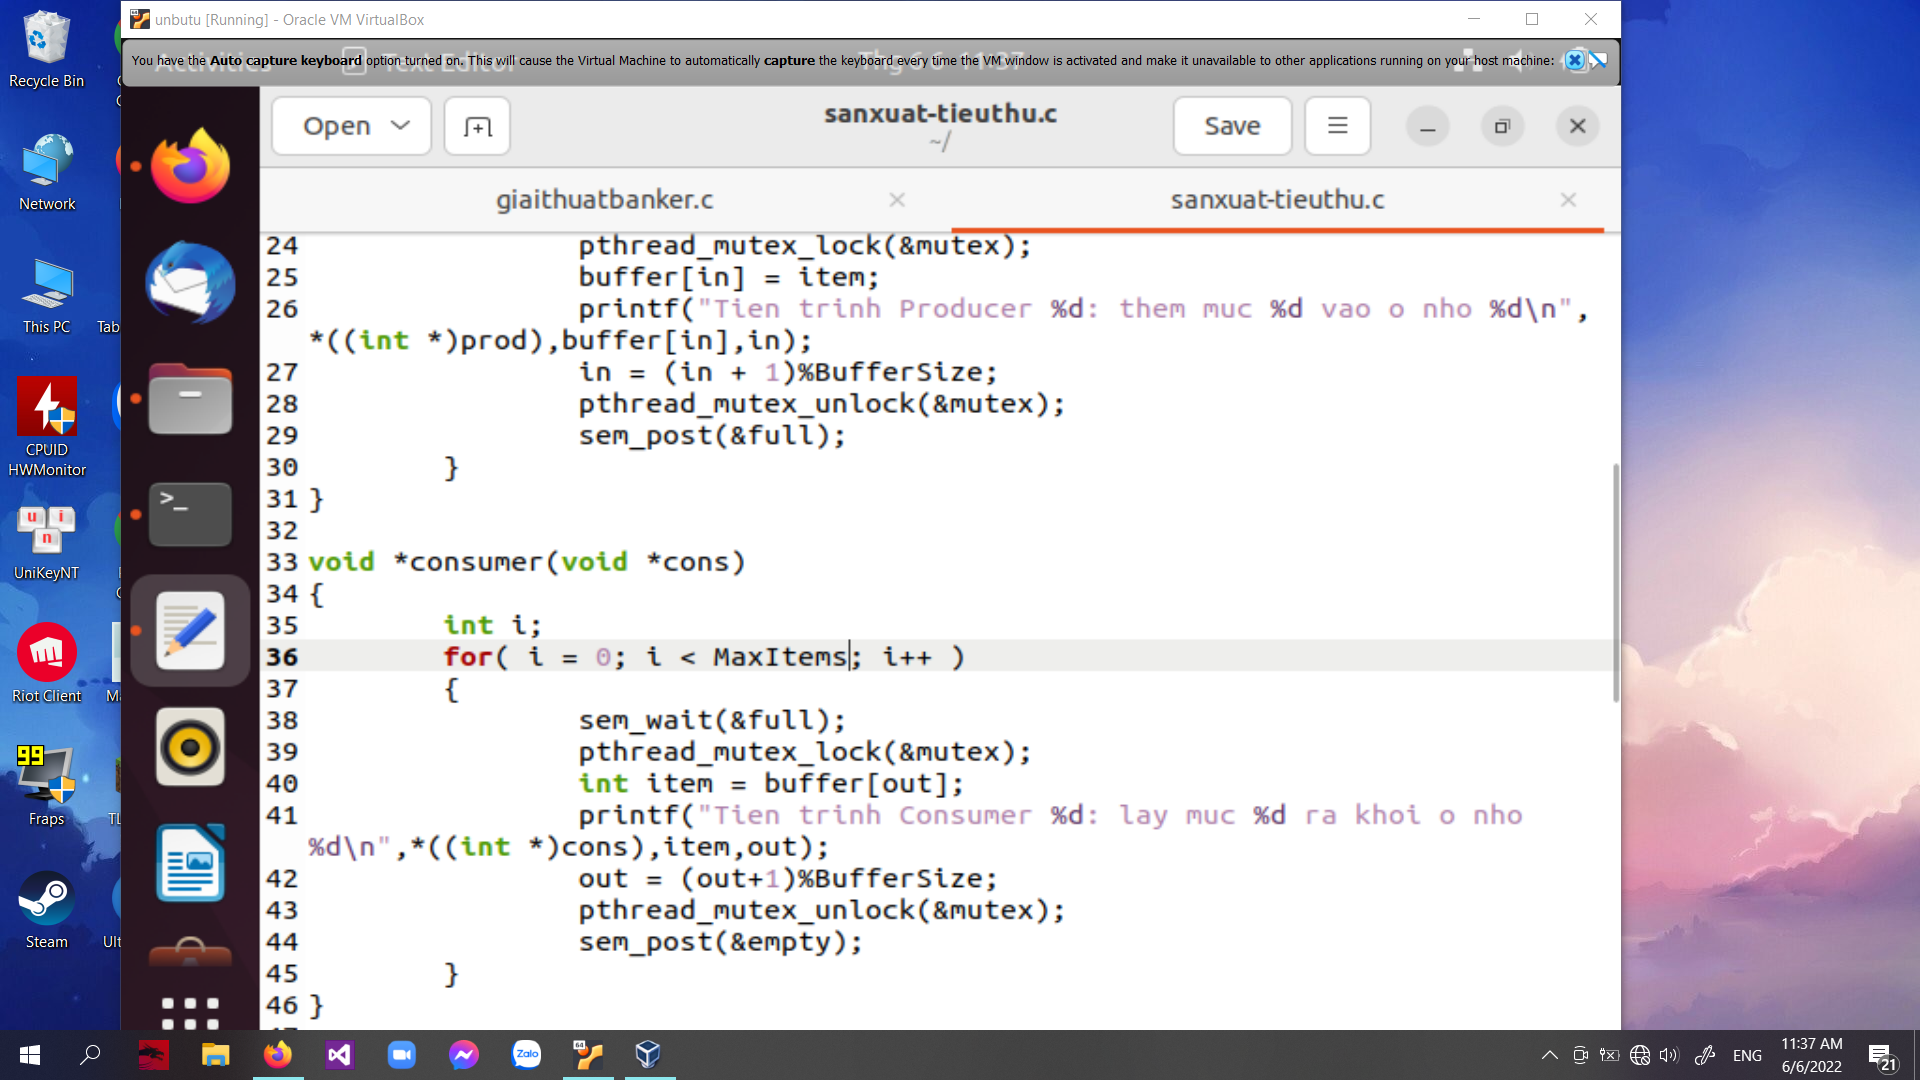 unbutu [Running] - Oracle VM VirtualBox
You have the Auto capture keyboard option turned on. This will cause the Virtual Machine to automatically capture the keyboard every time the VM window is activated and make it unavailable to other applications running on your host machine:
Open
sanxuat-tieuthu.c
~/
Save
giaithuatbanker.c
sanxuat-tieuthu.c
24 pthread_mutex_lock(&mutex);
25 buffer[in] = item;
26 printf("Tien trinh Producer %d: them muc %d vao o nho %d\n",
*((int *)prod),buffer[in],in);
27 in = (in + 1)%BufferSize;
28 pthread_mutex_unlock(&mutex);
29 sem_post(&full);
30 }
31 }
32
33 void *consumer(void *cons)
34 {
35 int i;
36 for( i = 0; i < MaxItems; i++ )
37 {
38 sem_wait(&full);
39 pthread_mutex_lock(&mutex);
40 int item = buffer[out];
41 printf("Tien trinh Consumer %d: lay muc %d ra khoi o nho
%d\n",*((int *)cons),item,out);
42 out = (out+1)%BufferSize;
43 pthread_mutex_unlock(&mutex);
44 sem_post(&empty);
45 }
46 }
Recycle Bin
Network
This PC
Tab
CPUID
HWMonitor
u i n
UniKeyNT
Riot Client
99
Fraps
Steam
Ult
>_
64
Zalo
ENG
11:37 AM
6/6/2022
21